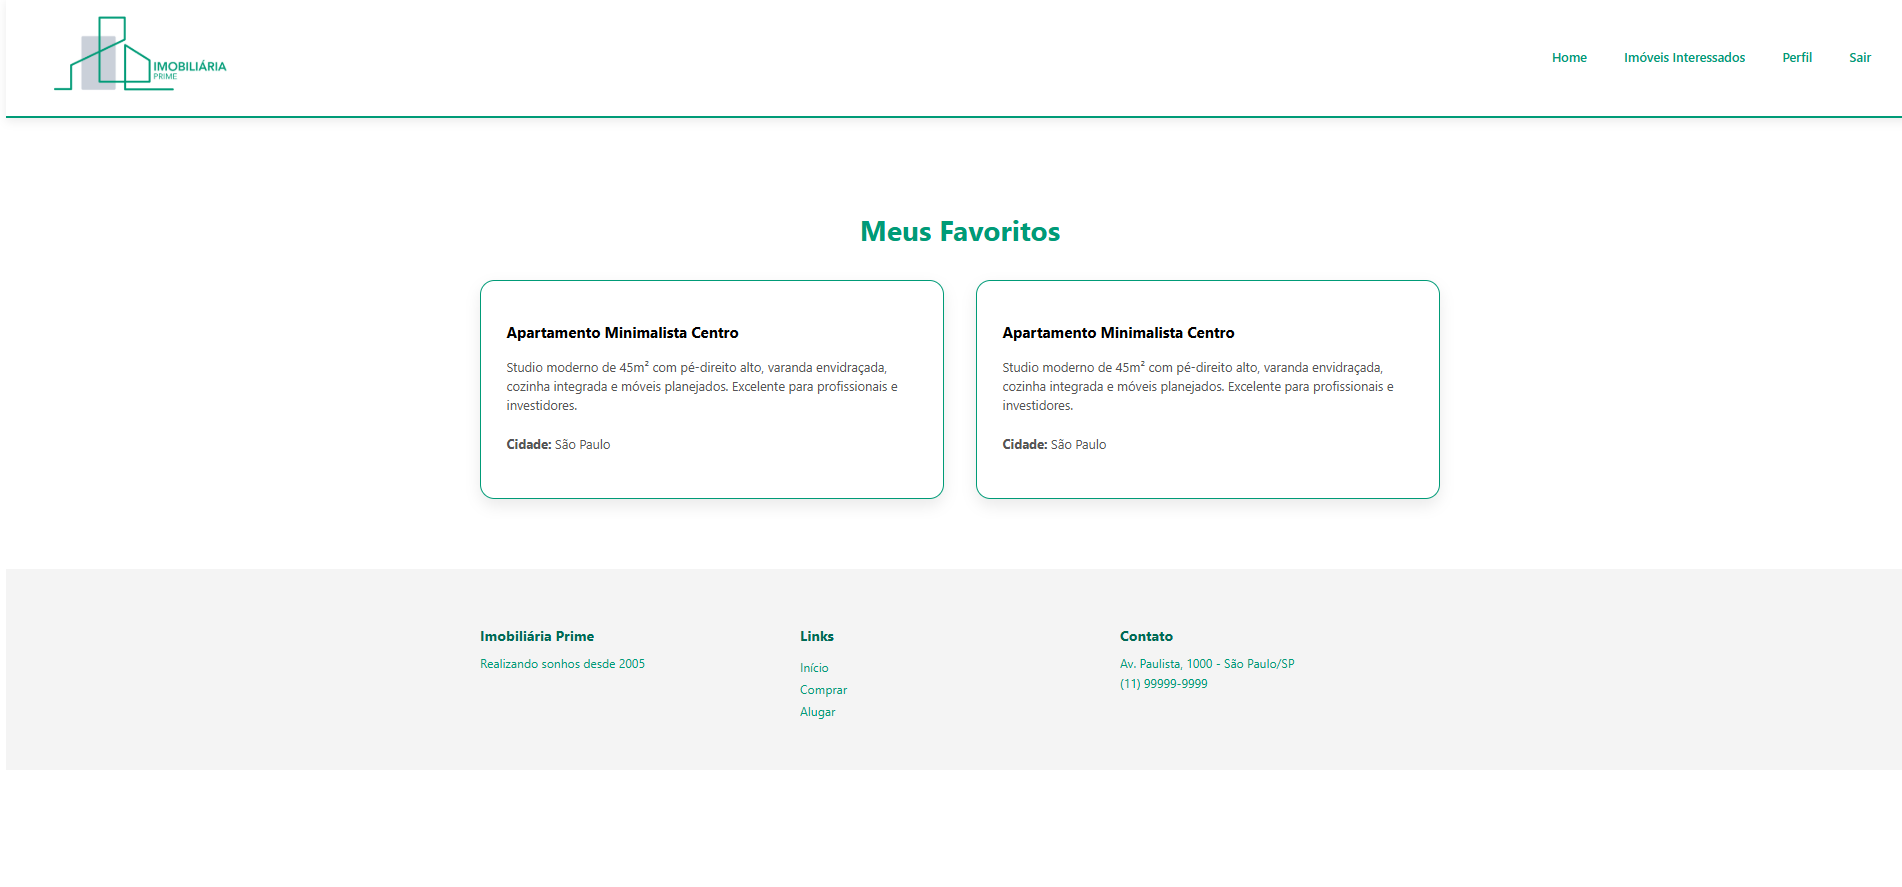 IMOBILIÁRIA
PRIME
Home
Imóveis Interessados
Perfil
Sair
Meus Favoritos
Apartamento Minimalista Centro
Studio moderno de 45m² com pé-direito alto, varanda envidraçada,
cozinha integrada e móveis planejados. Excelente para profissionais e
investidores.
Cidade: São Paulo
Apartamento Minimalista Centro
Studio moderno de 45m² com pé-direito alto, varanda envidraçada,
cozinha integrada e móveis planejados. Excelente para profissionais e
investidores.
Cidade: São Paulo
Imobiliária Prime
Realizando sonhos desde 2005
Links
Início
Comprar
Alugar
Contato
Av. Paulista, 1000 - São Paulo/SP
(11) 99999-9999